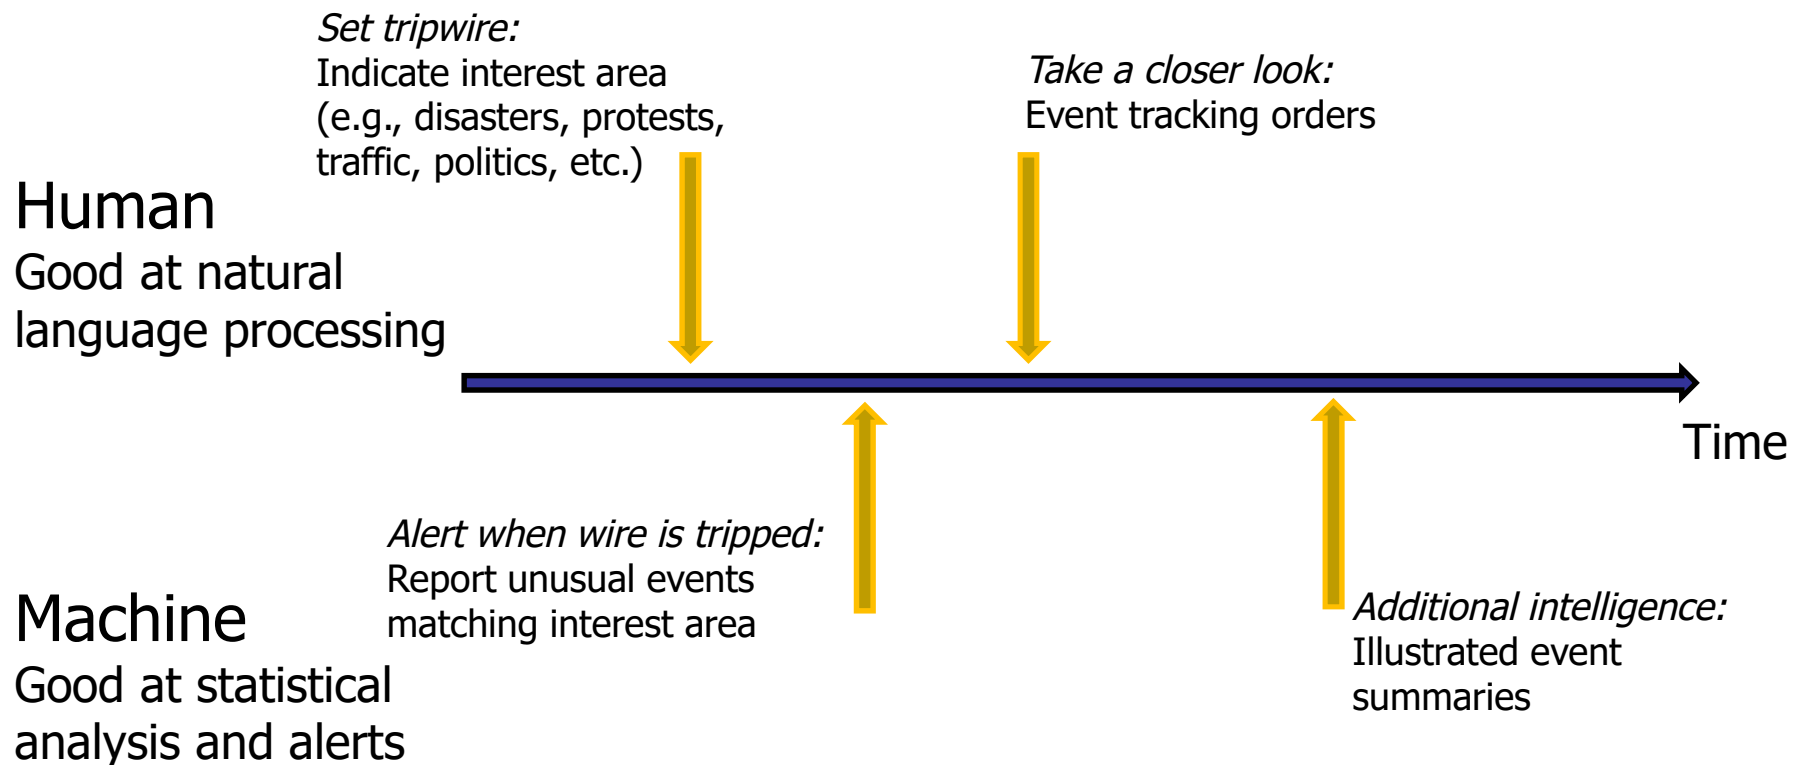 Set tripwire:
Indicate interest area
(e.g., disasters, protests,
traffic, politics, etc.)
Take a closer look:
Event tracking orders
Human
Good at natural
language processing
Time
Alert when wire is tripped:
Report unusual events
matching interest area
Machine
Good at statistical
analysis and alerts
Additional intelligence:
Illustrated event
summaries